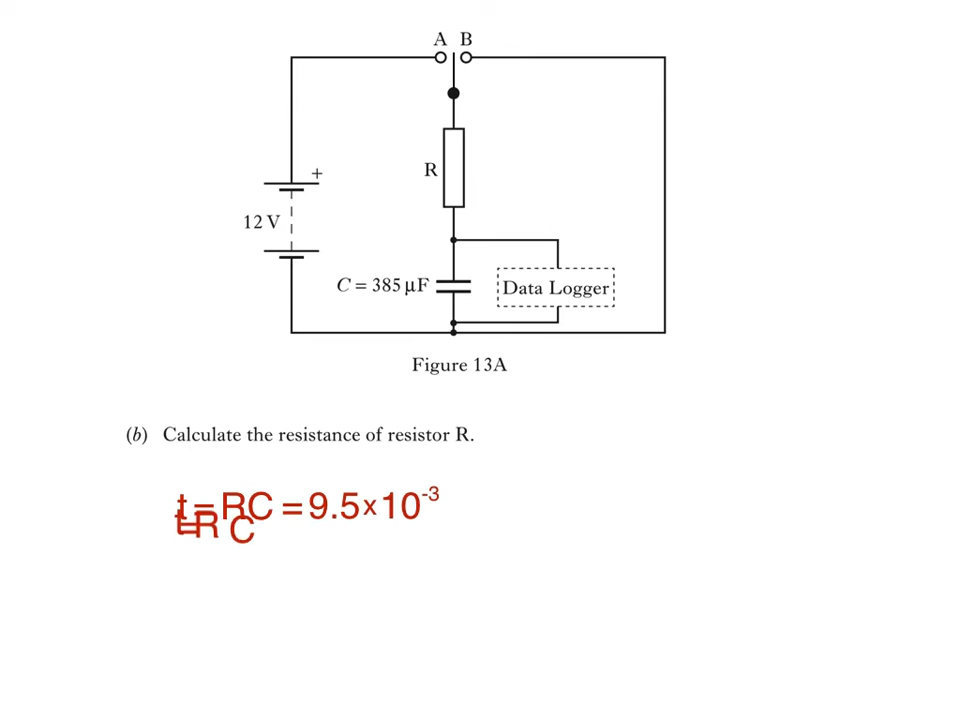 A B
+
R
12 V
C = 385 µF
Data Logger
Figure 13A
(b) Calculate the resistance of resistor R.
t = RC = 9.5×10⁻³
t=R C